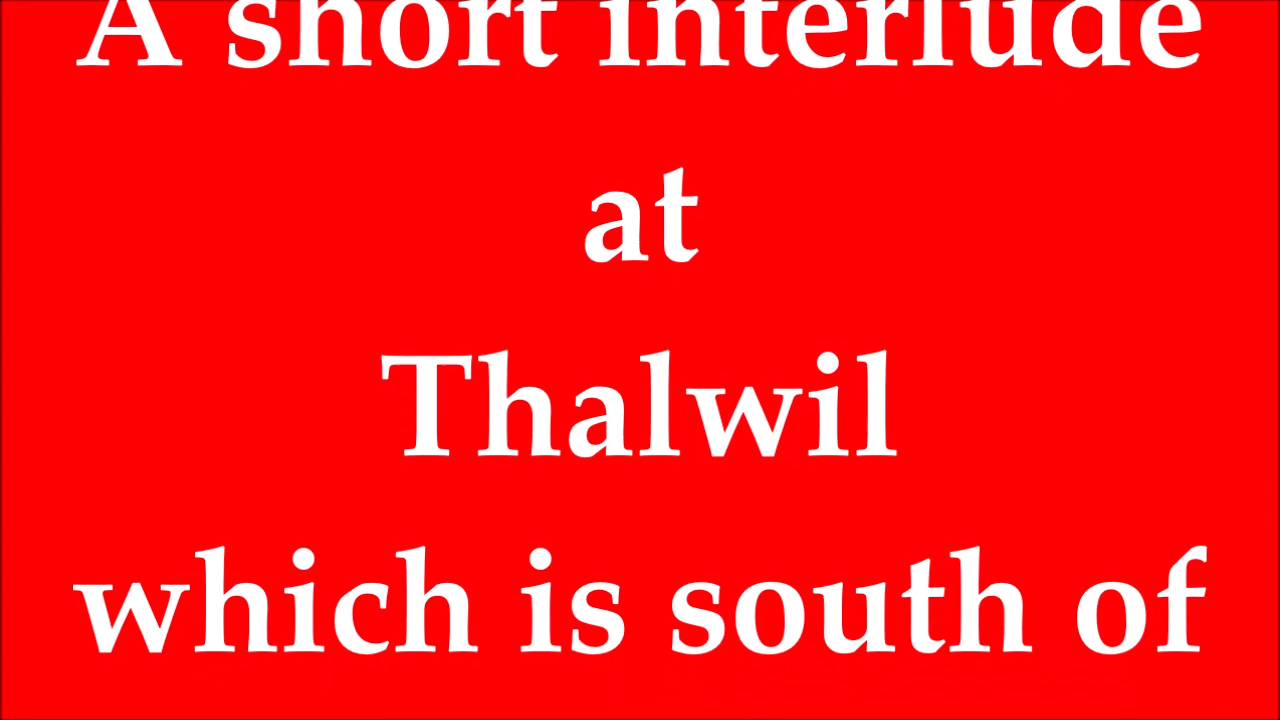 A short interlude
at
Thalwil
which is south of